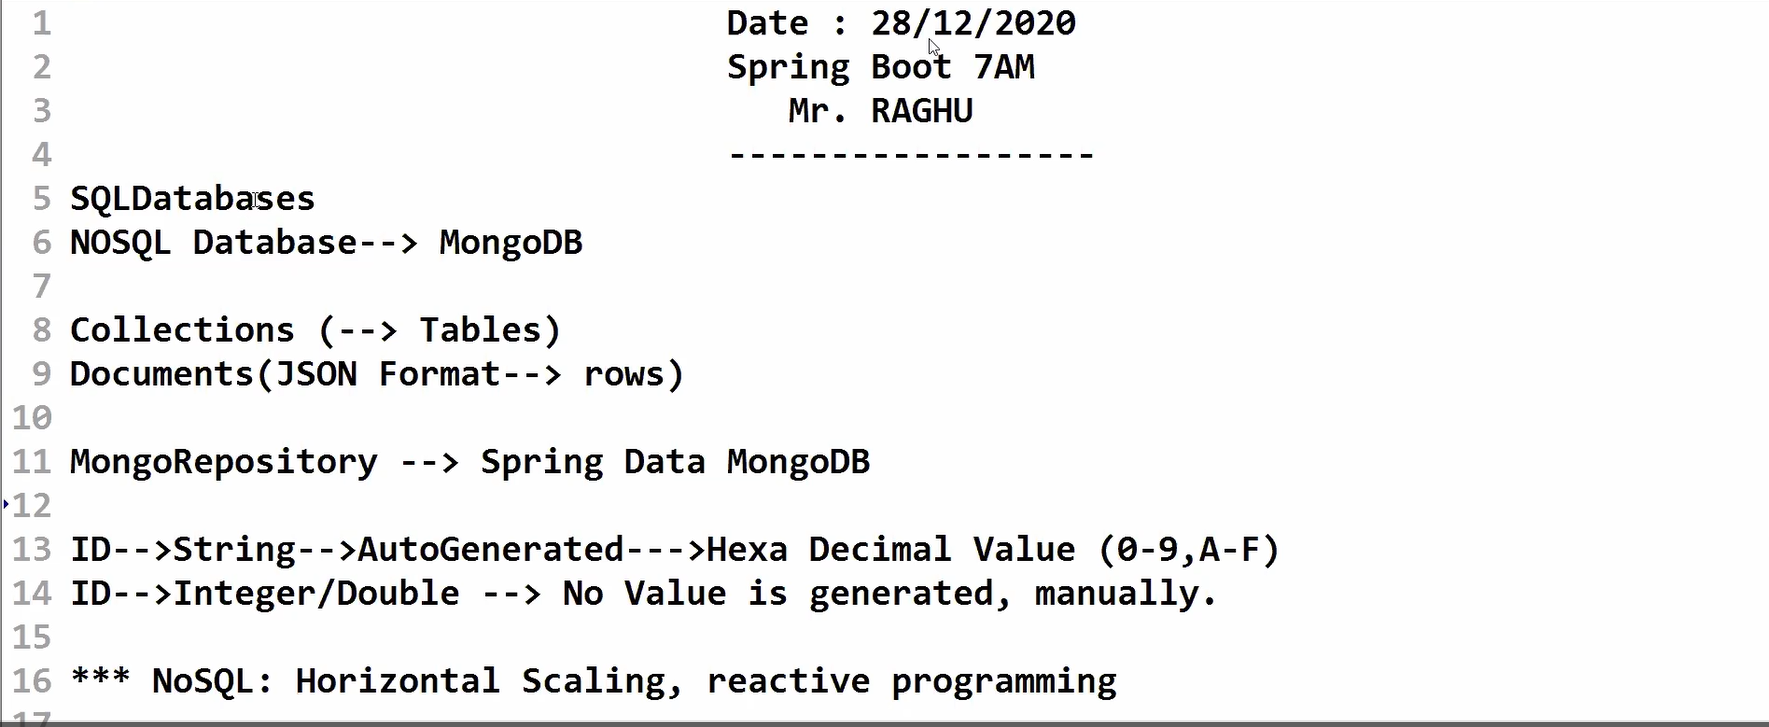 1 Date : 28/12/2020
2 Spring Boot 7AM
3 Mr. RAGHU
4 ------------------
5 SQLDatabases
6 NOSQL Database--> MongoDB
7
8 Collections (--> Tables)
9 Documents(JSON Format--> rows)
10
11 MongoRepository --> Spring Data MongoDB
12
13 ID-->String-->AutoGenerated--->Hexa Decimal Value (0-9,A-F)
14 ID-->Integer/Double --> No Value is generated, manually.
15
16 *** NoSQL: Horizontal Scaling, reactive programming
17